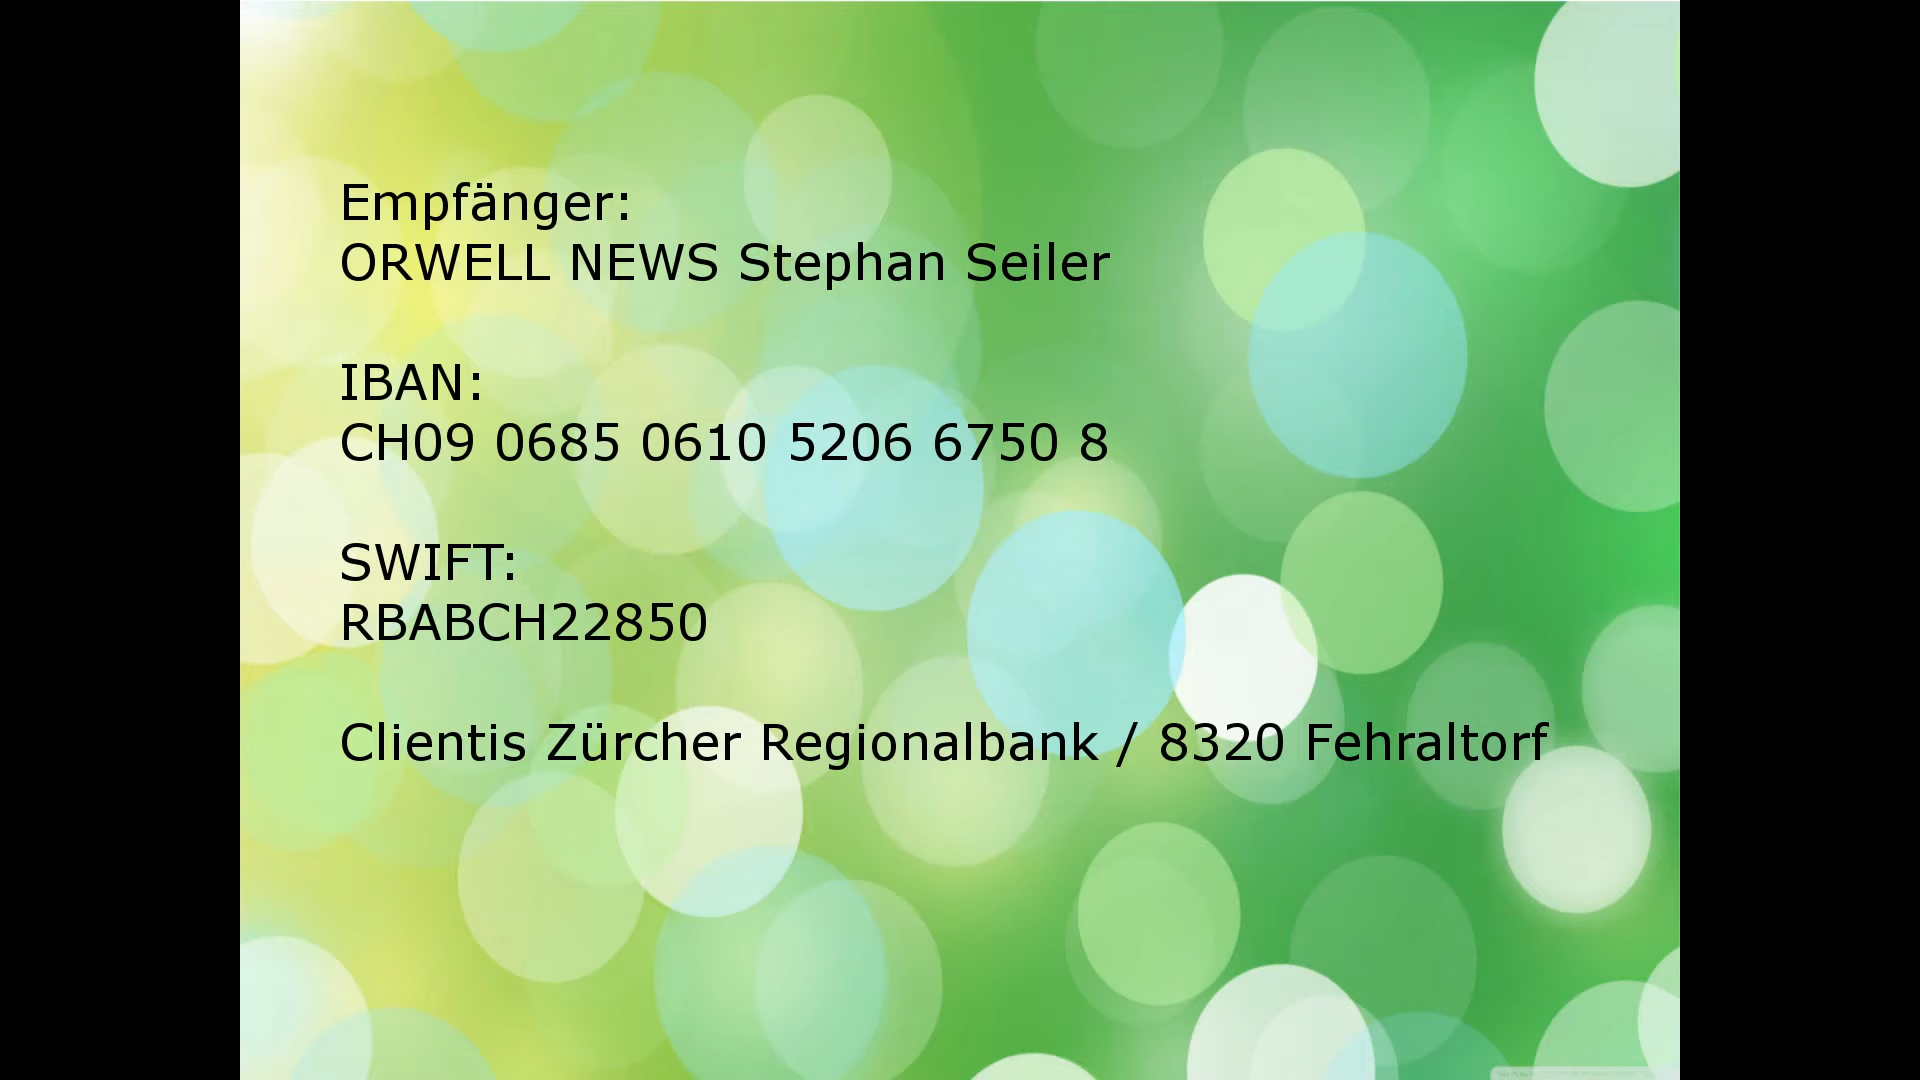 Empfänger:
ORWELL NEWS Stephan Seiler
IBAN:
CH09 0685 0610 5206 6750 8
SWIFT:
RBABCH22850
Clientis Zürcher Regionalbank / 8320 Fehraltorf